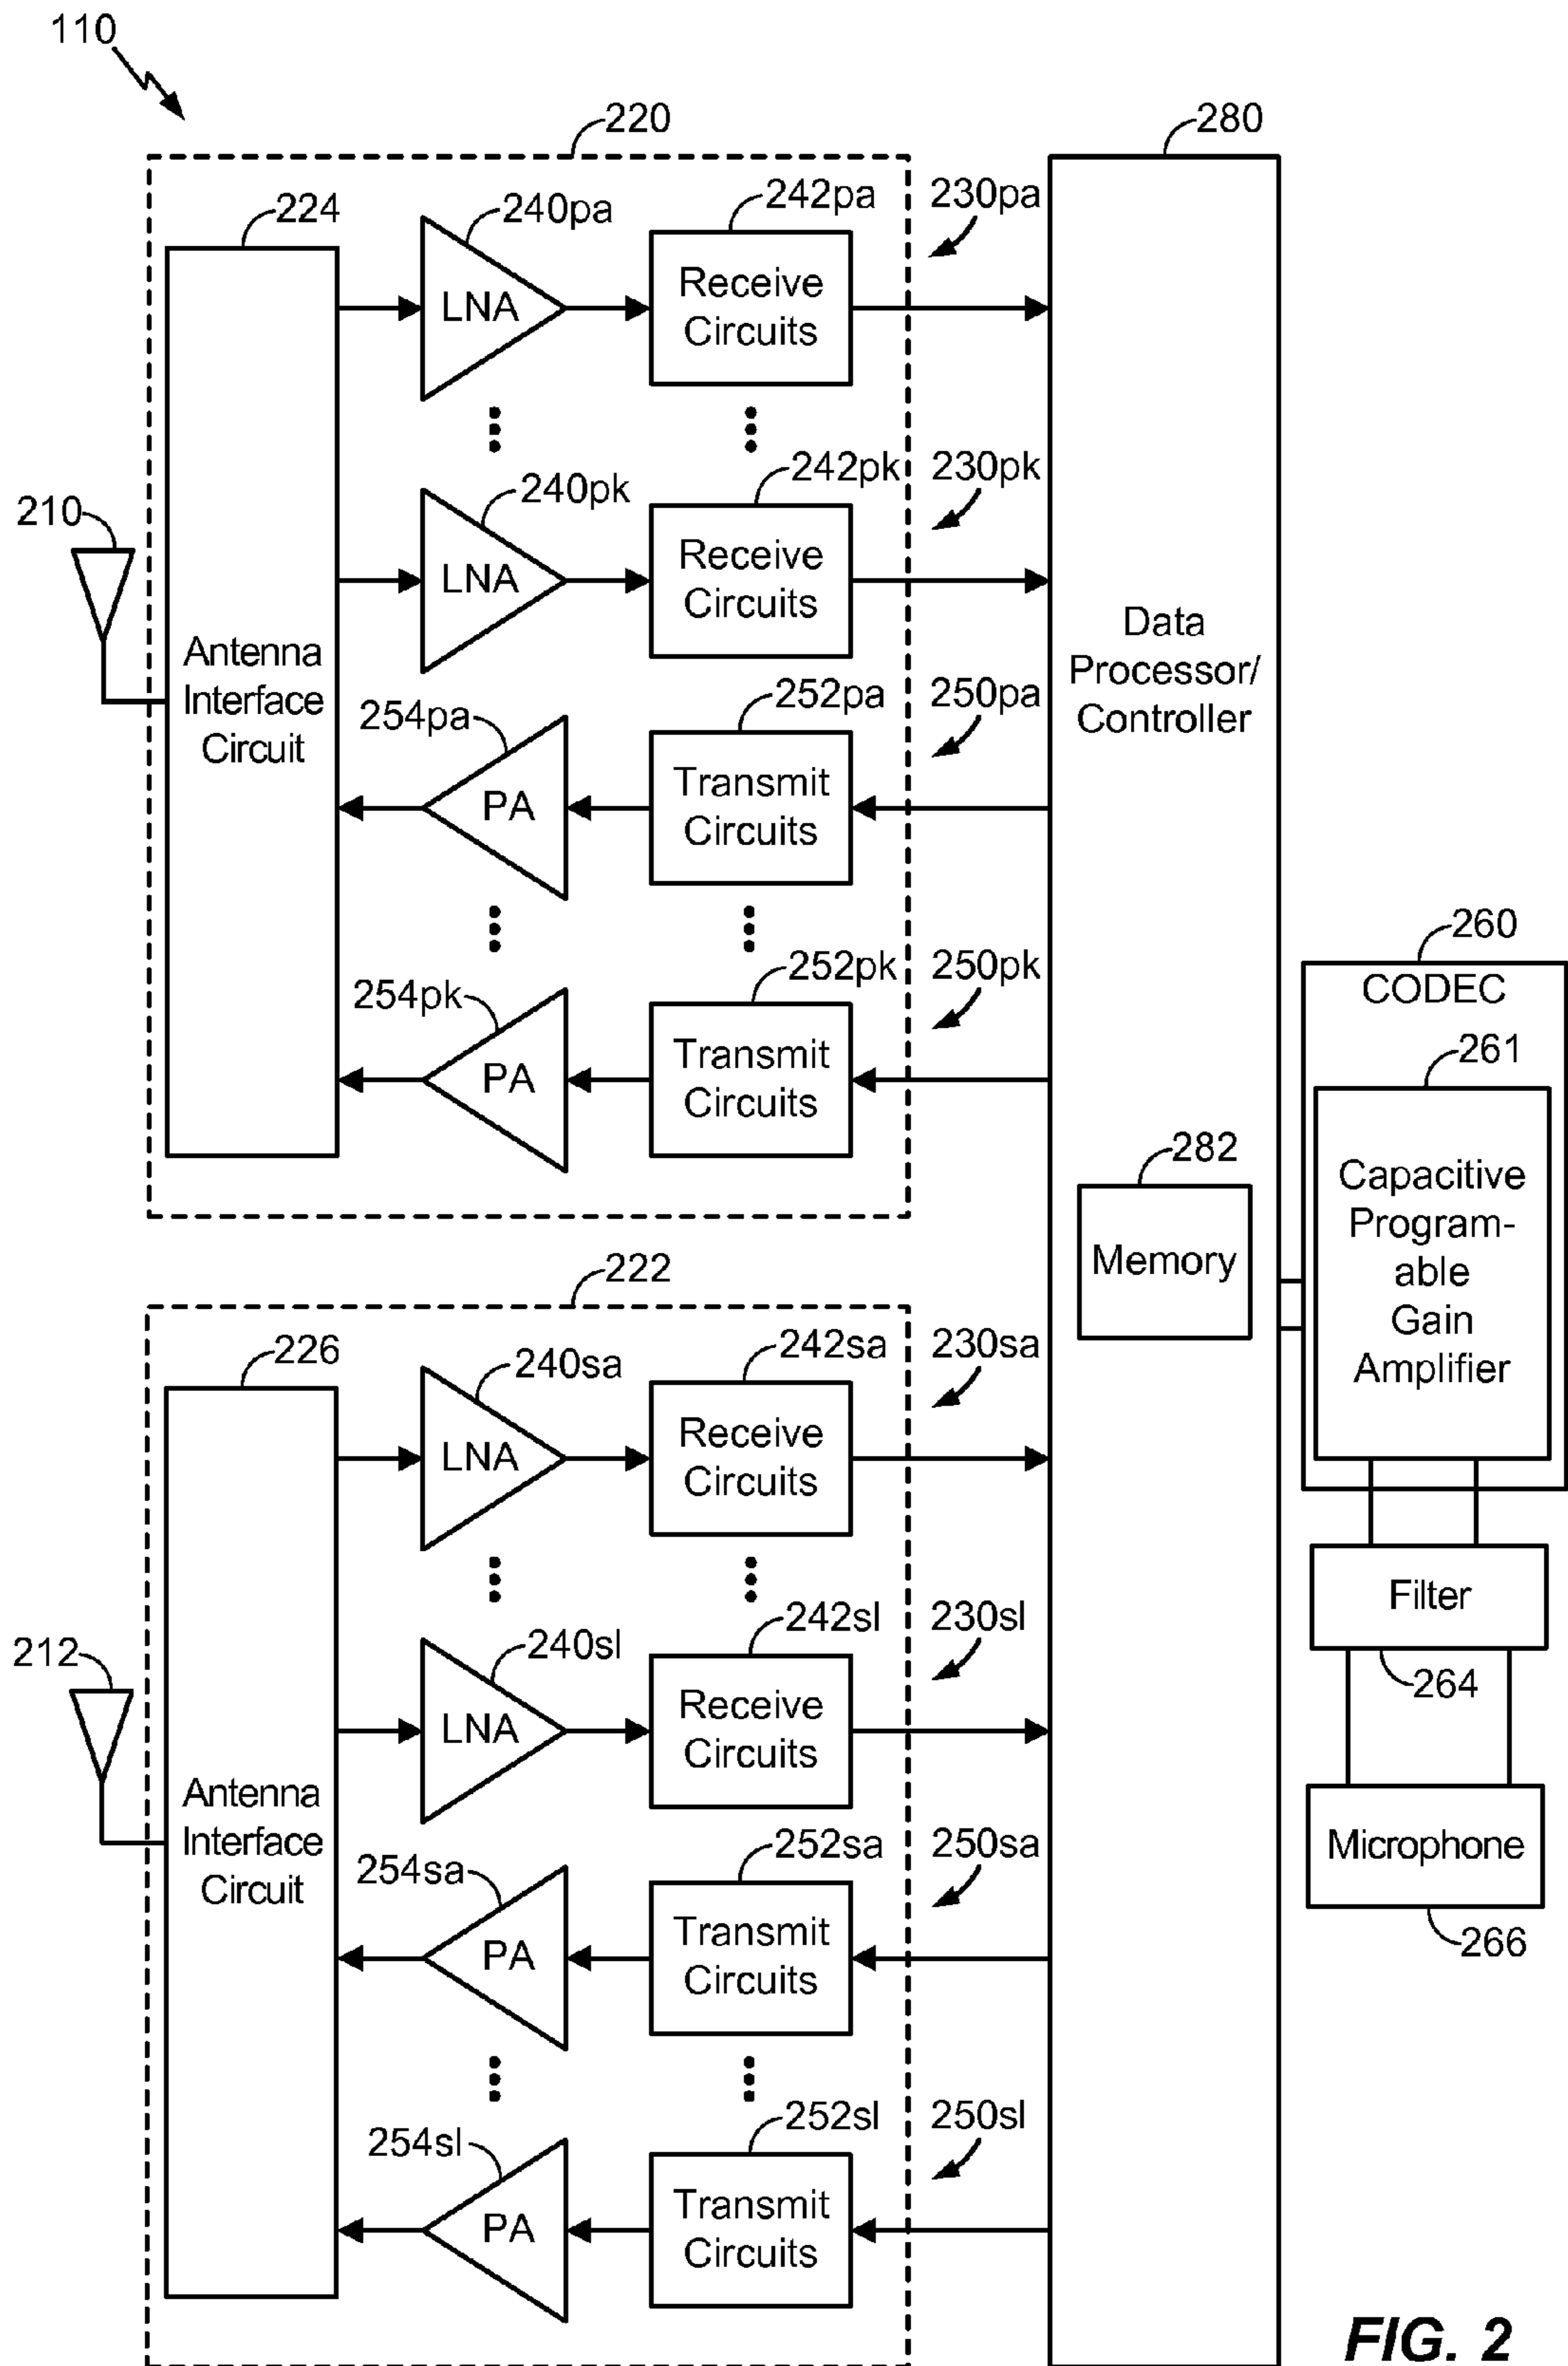 110
220
280
224
240pa
242pa
230pa
LNA
Receive
Circuits
240pk
242pk
230pk
210
LNA
Receive
Circuits
Antenna
Interface
Circuit
Data
Processor/
Controller
254pa
252pa
250pa
PA
Transmit
Circuits
254pk
252pk
250pk
PA
Transmit
Circuits
260
CODEC
261
Capacitive
Program-
able
Gain
Amplifier
282
Memory
222
226
240sa
242sa
230sa
LNA
Receive
Circuits
Filter
264
212
240sl
242sl
230sl
LNA
Receive
Circuits
Antenna
Interface
Circuit
Microphone
266
254sa
252sa
250sa
PA
Transmit
Circuits
254sl
252sl
250sl
PA
Transmit
Circuits
FIG. 2